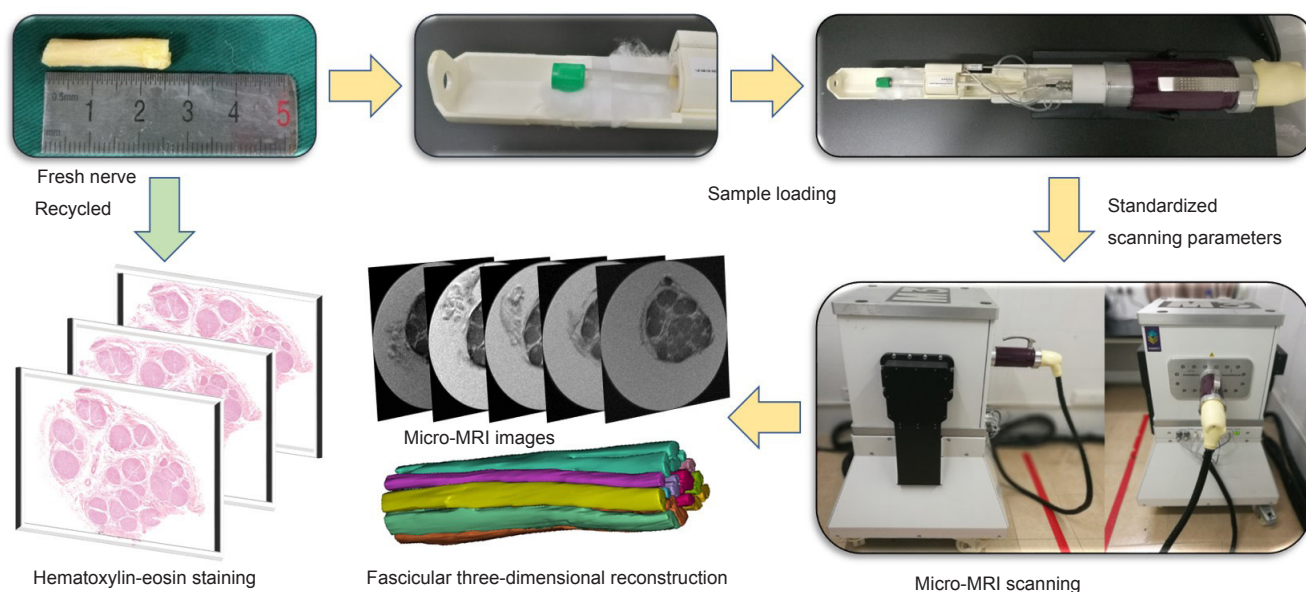 0.5mm
1 2 3 4 5
mm
Fresh nerve
Recycled
Sample loading
Standardized
scanning parameters
Micro-MRI images
Hematoxylin-eosin staining
Fascicular three-dimensional reconstruction
Micro-MRI scanning